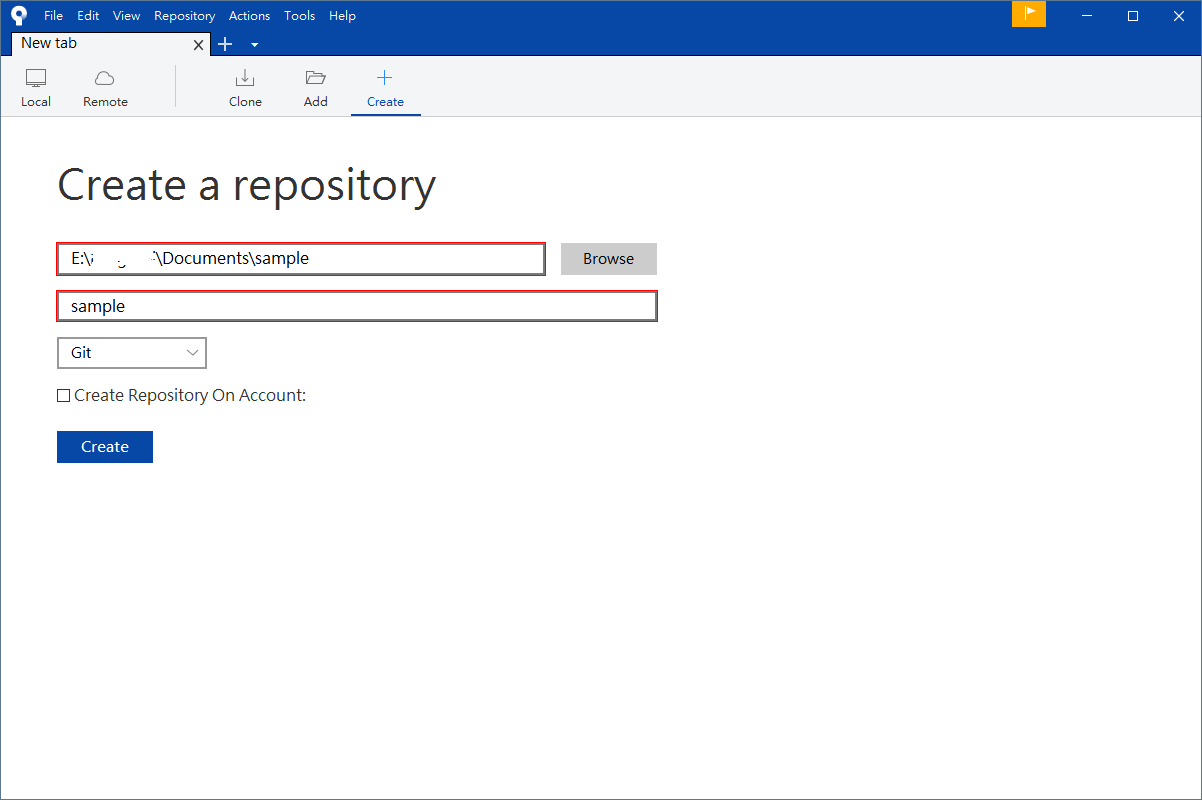 File Edit View Repository Actions Tools Help
New tab
Local Remote Clone Add Create
Create a repository
E:\ \Documents\sample Browse
sample
Git
Create Repository On Account:
Create